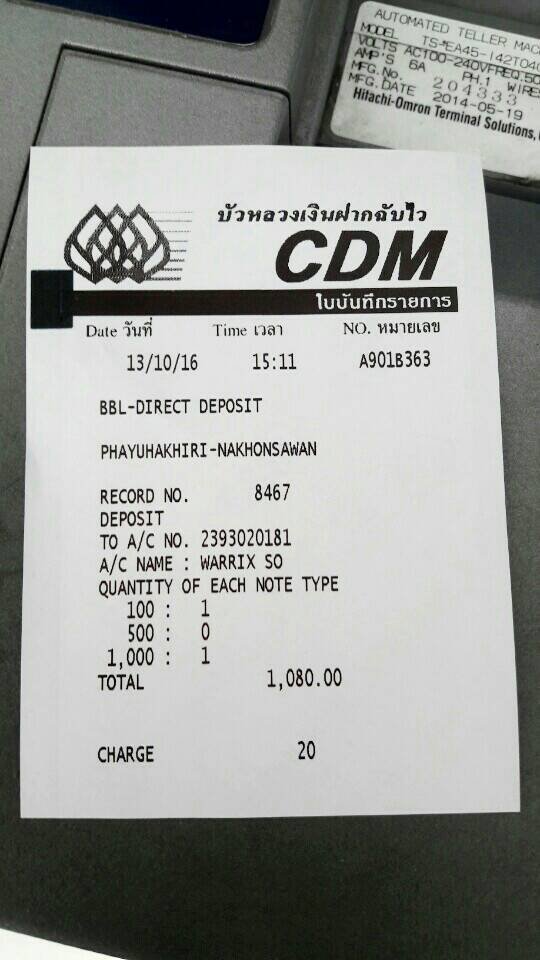 AUTOMATED TELLER MAC
MODEL TS-EA45-142T04
VOLTS AC100-240VFREQ.50
AMP'S 6A PH.1 WIRES
MFG.No. 204333
MFG.DATE 2014-05-19
Hitachi-Omron Terminal Solutions,
บัวหลวงเงินฝากฉับไว
CDM
ใบบันทึกรายการ
Date วันที่ Time เวลา NO. หมายเลข
13/10/16 15:11 A901B363
BBL-DIRECT DEPOSIT
PHAYUHAKHIRI-NAKHONSAWAN
RECORD NO. 8467
DEPOSIT
TO A/C NO. 2393020181
A/C NAME : WARRIX SO
QUANTITY OF EACH NOTE TYPE
100 : 1
500 : 0
1,000 : 1
TOTAL 1,080.00
CHARGE 20